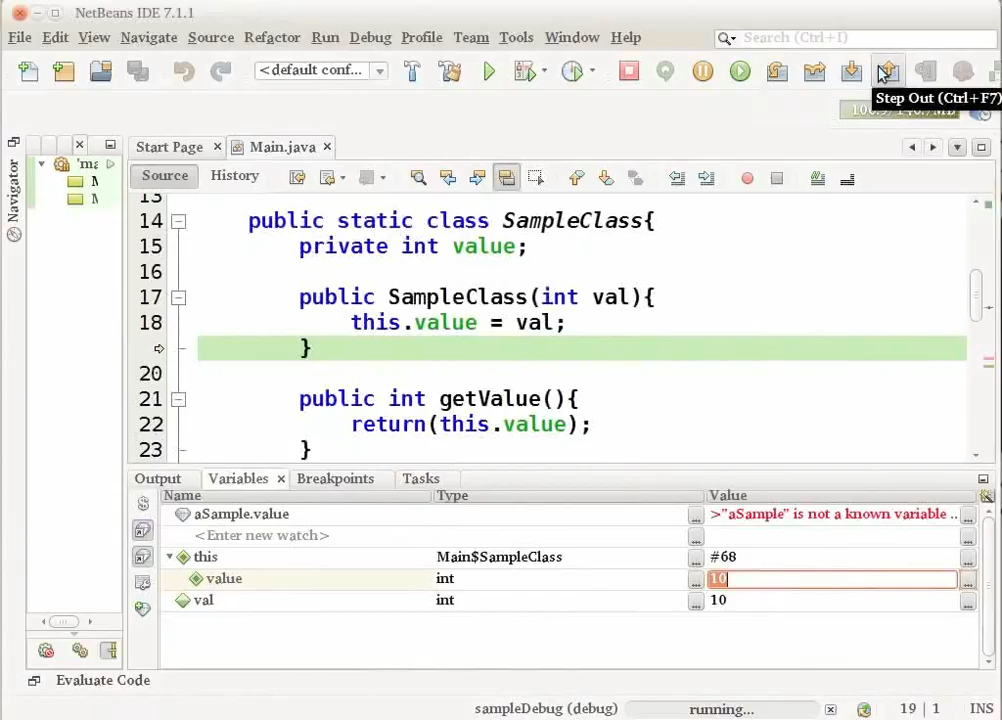 NetBeans IDE 7.1.1
File Edit View Navigate Source Refactor Run Debug Profile Team Tools Window Help
Search (Ctrl+I)
<default conf...
Step Out (Ctrl+F7)
Start Page Main.java
Navigator
Source History
13
14 public static class SampleClass{
15 private int value;
16
17 public SampleClass(int val){
18 this.value = val;
}
20
21 public int getValue(){
22 return(this.value);
23 }
Output Variables Breakpoints Tasks
Name Type Value
aSample.value >"aSample" is not a known variable ...
<Enter new watch>
this Main$SampleClass #68
value int 10
val int 10
Evaluate Code
sampleDebug (debug) running... 19 | 1 INS